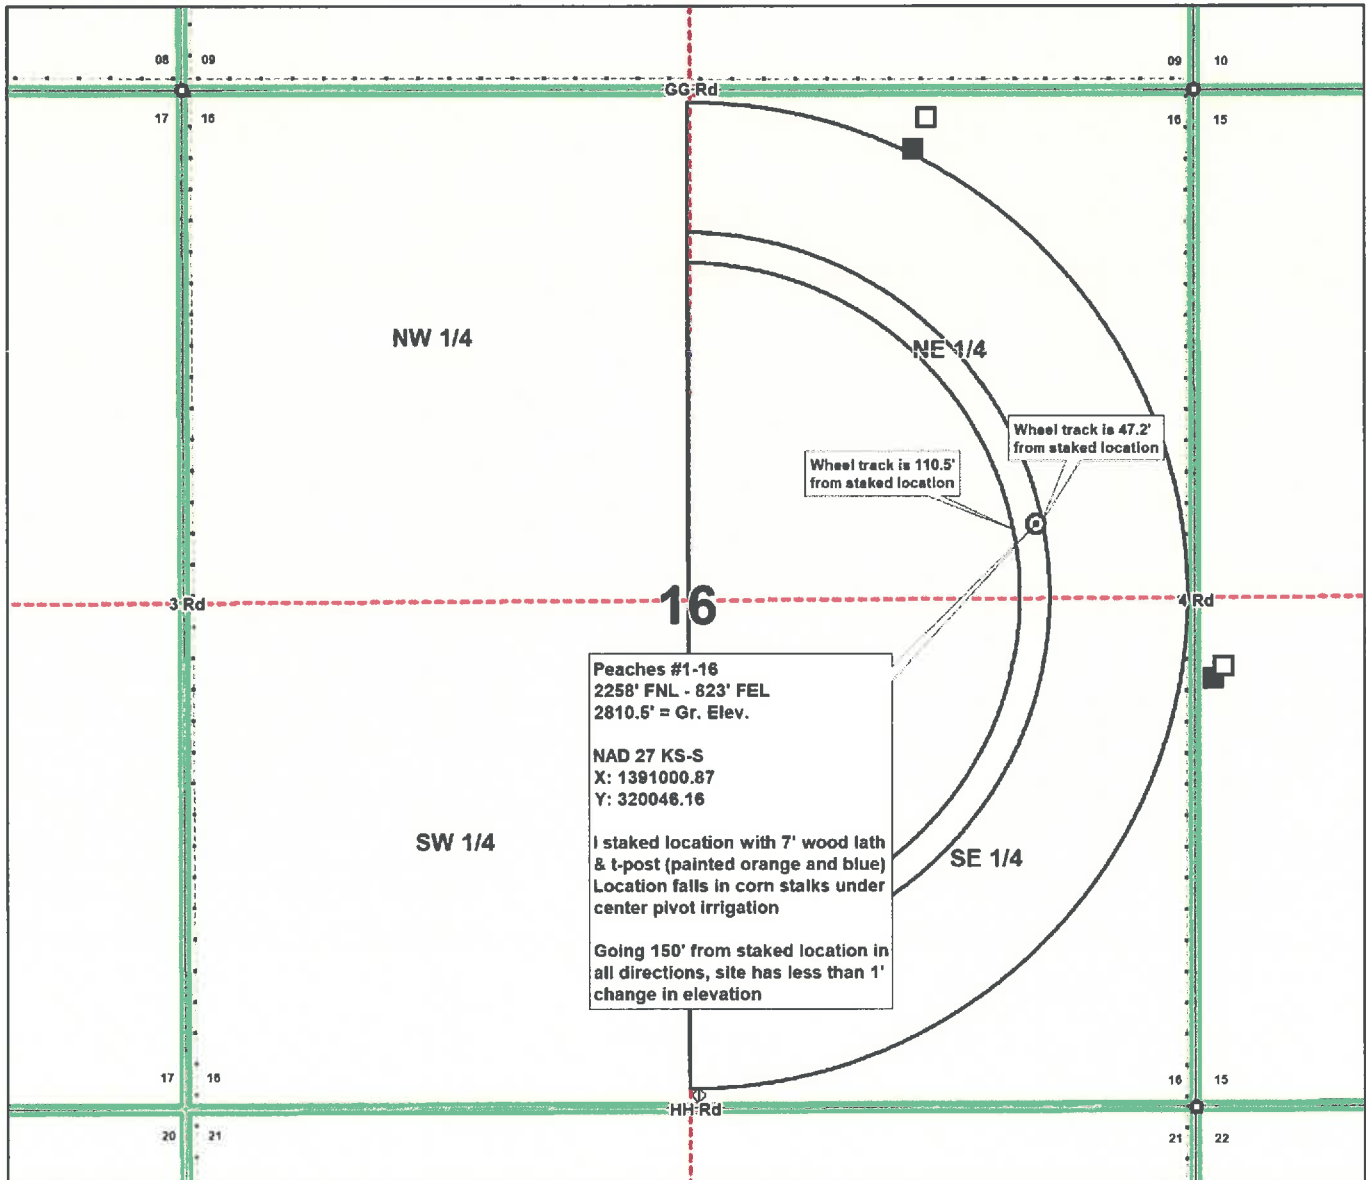 08 09
09 10
GG Rd
17 16
16 15
NW 1/4
NE 1/4
Wheel track is 47.2'
from staked location
Wheel track is 110.5'
from staked location
3 Rd
16
4 Rd
Peaches #1-16
2258' FNL - 823' FEL
2810.5' = Gr. Elev.
NAD 27 KS-S
X: 1391000.87
Y: 320046.16
I staked location with 7' wood lath
& t-post (painted orange and blue)
Location falls in corn stalks under
center pivot irrigation
Going 150' from staked location in
all directions, site has less than 1'
change in elevation
SW 1/4
SE 1/4
17 16
16 15
HH Rd
20 21
21 22